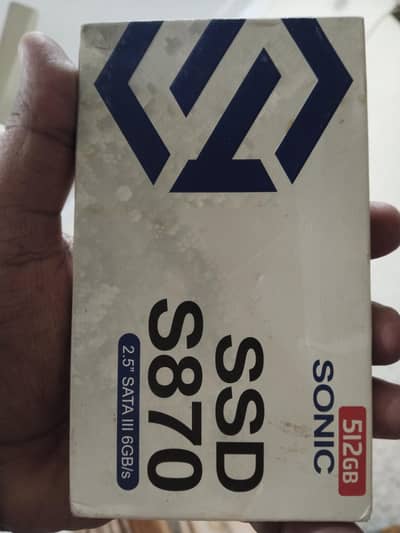 512GB
SONIC
SSD
S870
2.5" SATA III 6GB/s